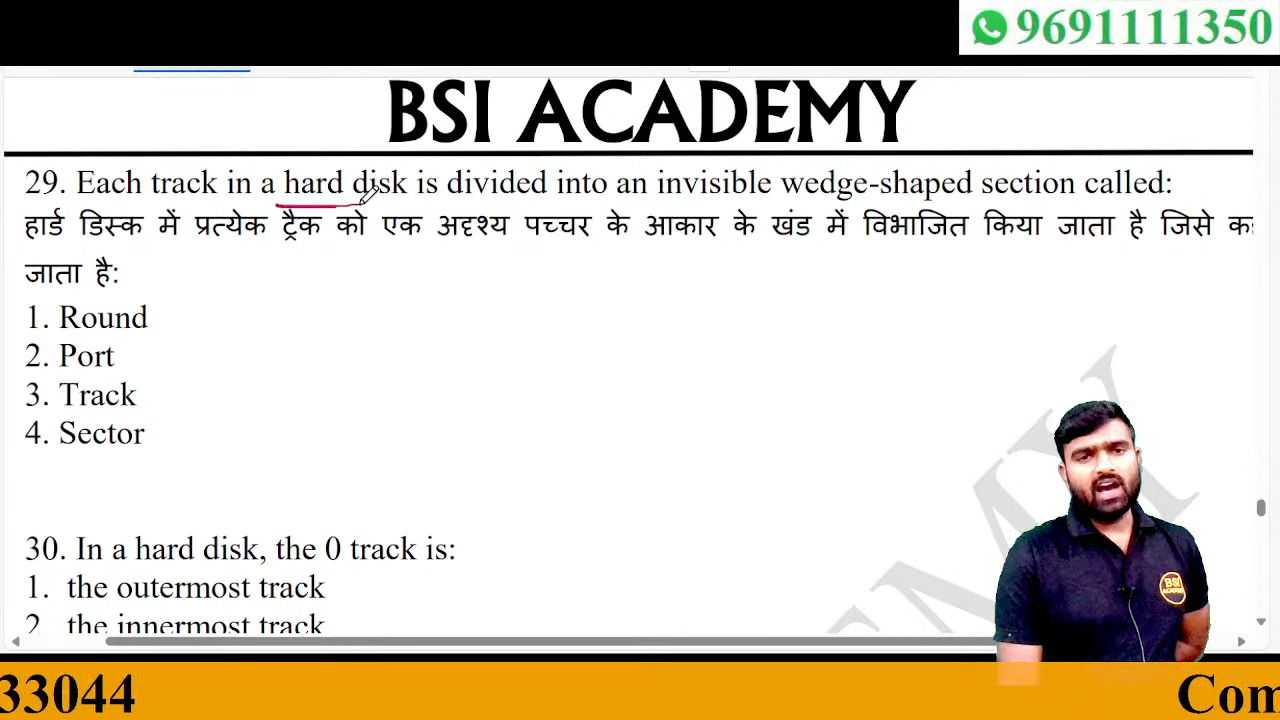 9691111350
BSI ACADEMY
29. Each track in a hard disk is divided into an invisible wedge-shaped section called:
हार्ड डिस्क में प्रत्येक ट्रैक को एक अदृश्य पच्चर के आकार के खंड में विभाजित किया जाता है जिसे
जाता है:
1. Round
2. Port
3. Track
4. Sector
30. In a hard disk, the 0 track is:
1. the outermost track
2. the innermost track
BSI
ACADEMY
33044
Com